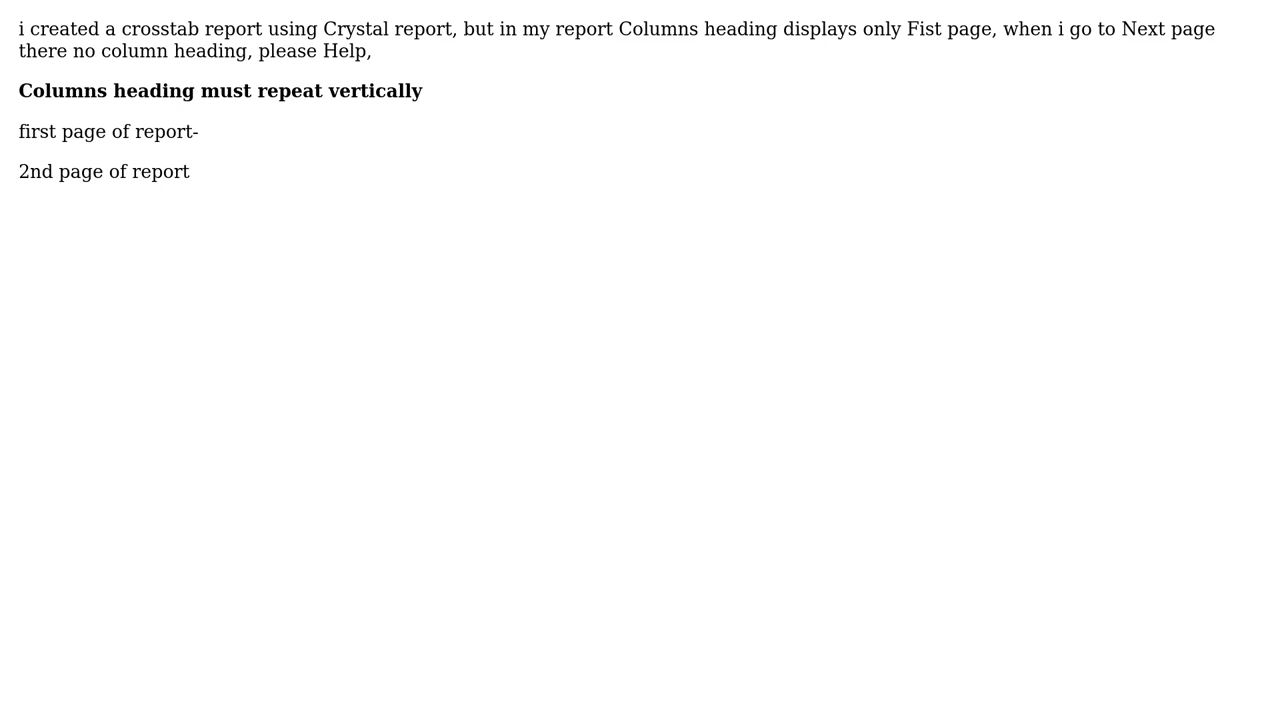 i created a crosstab report using Crystal report, but in my report Columns heading displays only Fist page, when i go to Next page
there no column heading, please Help,
Columns heading must repeat vertically
first page of report-
2nd page of report